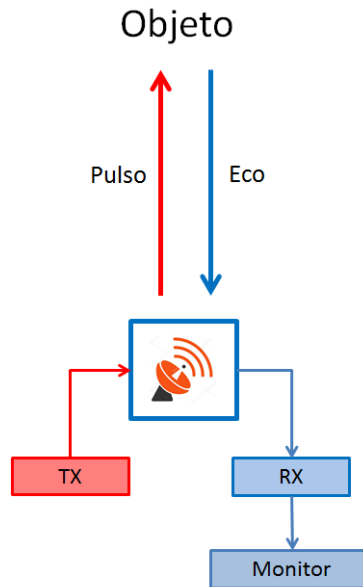 Objeto
Pulso
Eco
TX
RX
Monitor